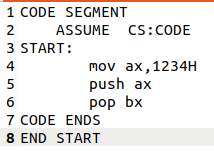 1 CODE SEGMENT
2     ASSUME  CS:CODE
3 START:
4         mov ax,1234H
5         push ax
6         pop bx
7 CODE ENDS
8 END START